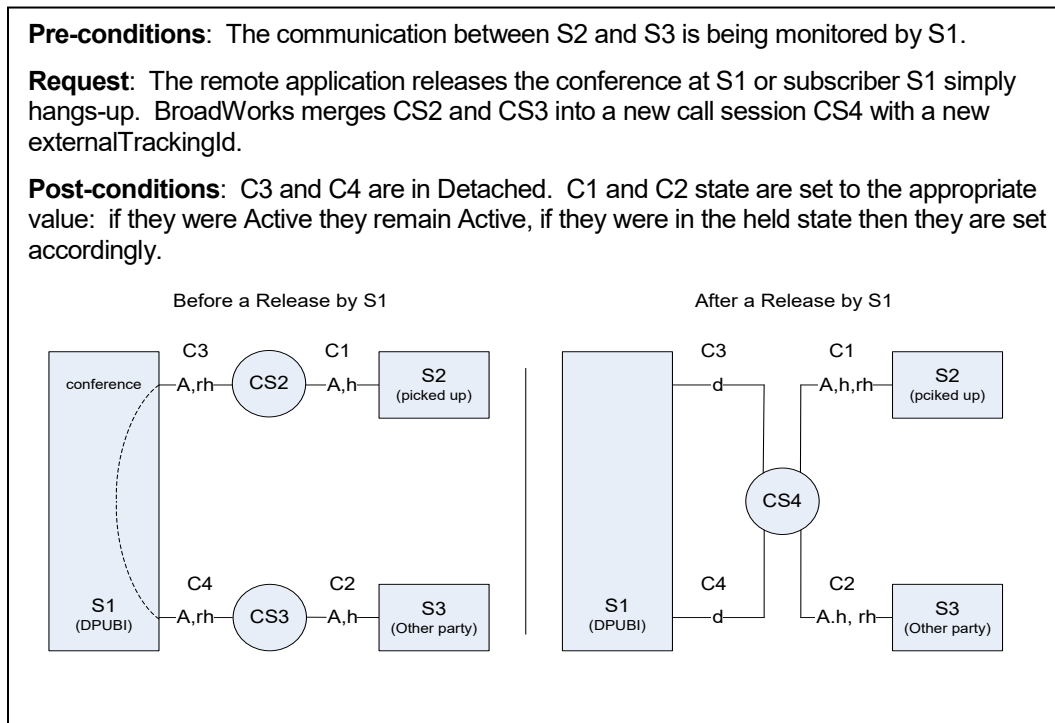 Pre-conditions: The communication between S2 and S3 is being monitored by S1.
Request: The remote application releases the conference at S1 or subscriber S1 simply
hangs-up. BroadWorks merges CS2 and CS3 into a new call session CS4 with a new
externalTrackingId.
Post-conditions: C3 and C4 are in Detached. C1 and C2 state are set to the appropriate
value: if they were Active they remain Active, if they were in the held state then they are set
accordingly.
Before a Release by S1
conference
C3
A,rh
CS2
C1
A,h
S2
(picked up)
S1
(DPUBI)
C4
A,rh
CS3
C2
A,h
S3
(Other party)
After a Release by S1
C3
d
C1
A,h,rh
S2
(pciked up)
CS4
S1
(DPUBI)
C4
d
C2
A.h, rh
S3
(Other party)